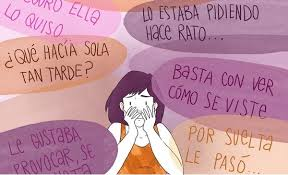 ELLA
LO QUISO...
¿QUÉ HACÍA SOLA
TAN TARDE?
LE GUSTABA
PROVOCAR, SE
LO ESTABA PIDIENDO
HACE RATO...
BASTA CON VER
CÓMO SE VISTE
POR SUELTA
LE PASÓ...